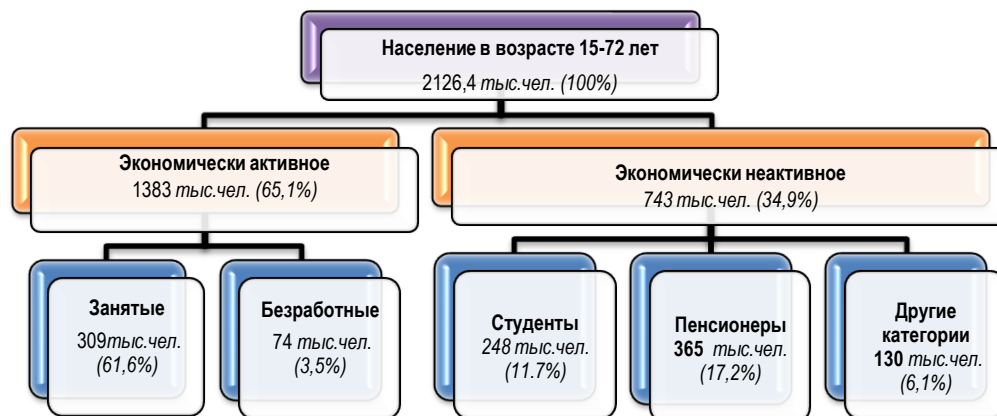 Население в возрасте 15-72 лет
2126,4 тыс.чел. (100%)
Экономически активное
1383 тыс.чел. (65,1%)
Экономически неактивное
743 тыс.чел. (34,9%)
Занятые
309тыс.чел.
(61,6%)
Безработные
74 тыс.чел.
(3,5%)
Студенты
248 тыс.чел.
(11.7%)
Пенсионеры
365 тыс.чел.
(17,2%)
Другие
категории
130 тыс.чел.
(6,1%)